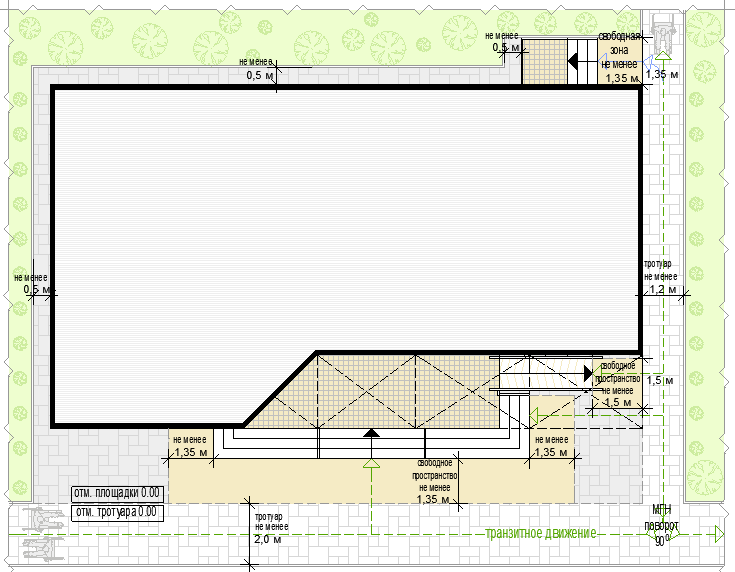 не менее
0,5 м
свободная
зона
не менее
1,35 м
1,35 м
не менее
0,5 м
не менее
0,5 м
тротуар
не менее
1,2 м
свободное
пространство
не менее
1,5 м
1,5 м
не менее
1,35 м
не менее
1,35 м
свободное
пространство
не менее
1,35 м
отм. площадки 0.00
отм. тротуара 0.00
тротуар
не менее
2,0 м
транзитное движение
МГН
поворот
90⁰